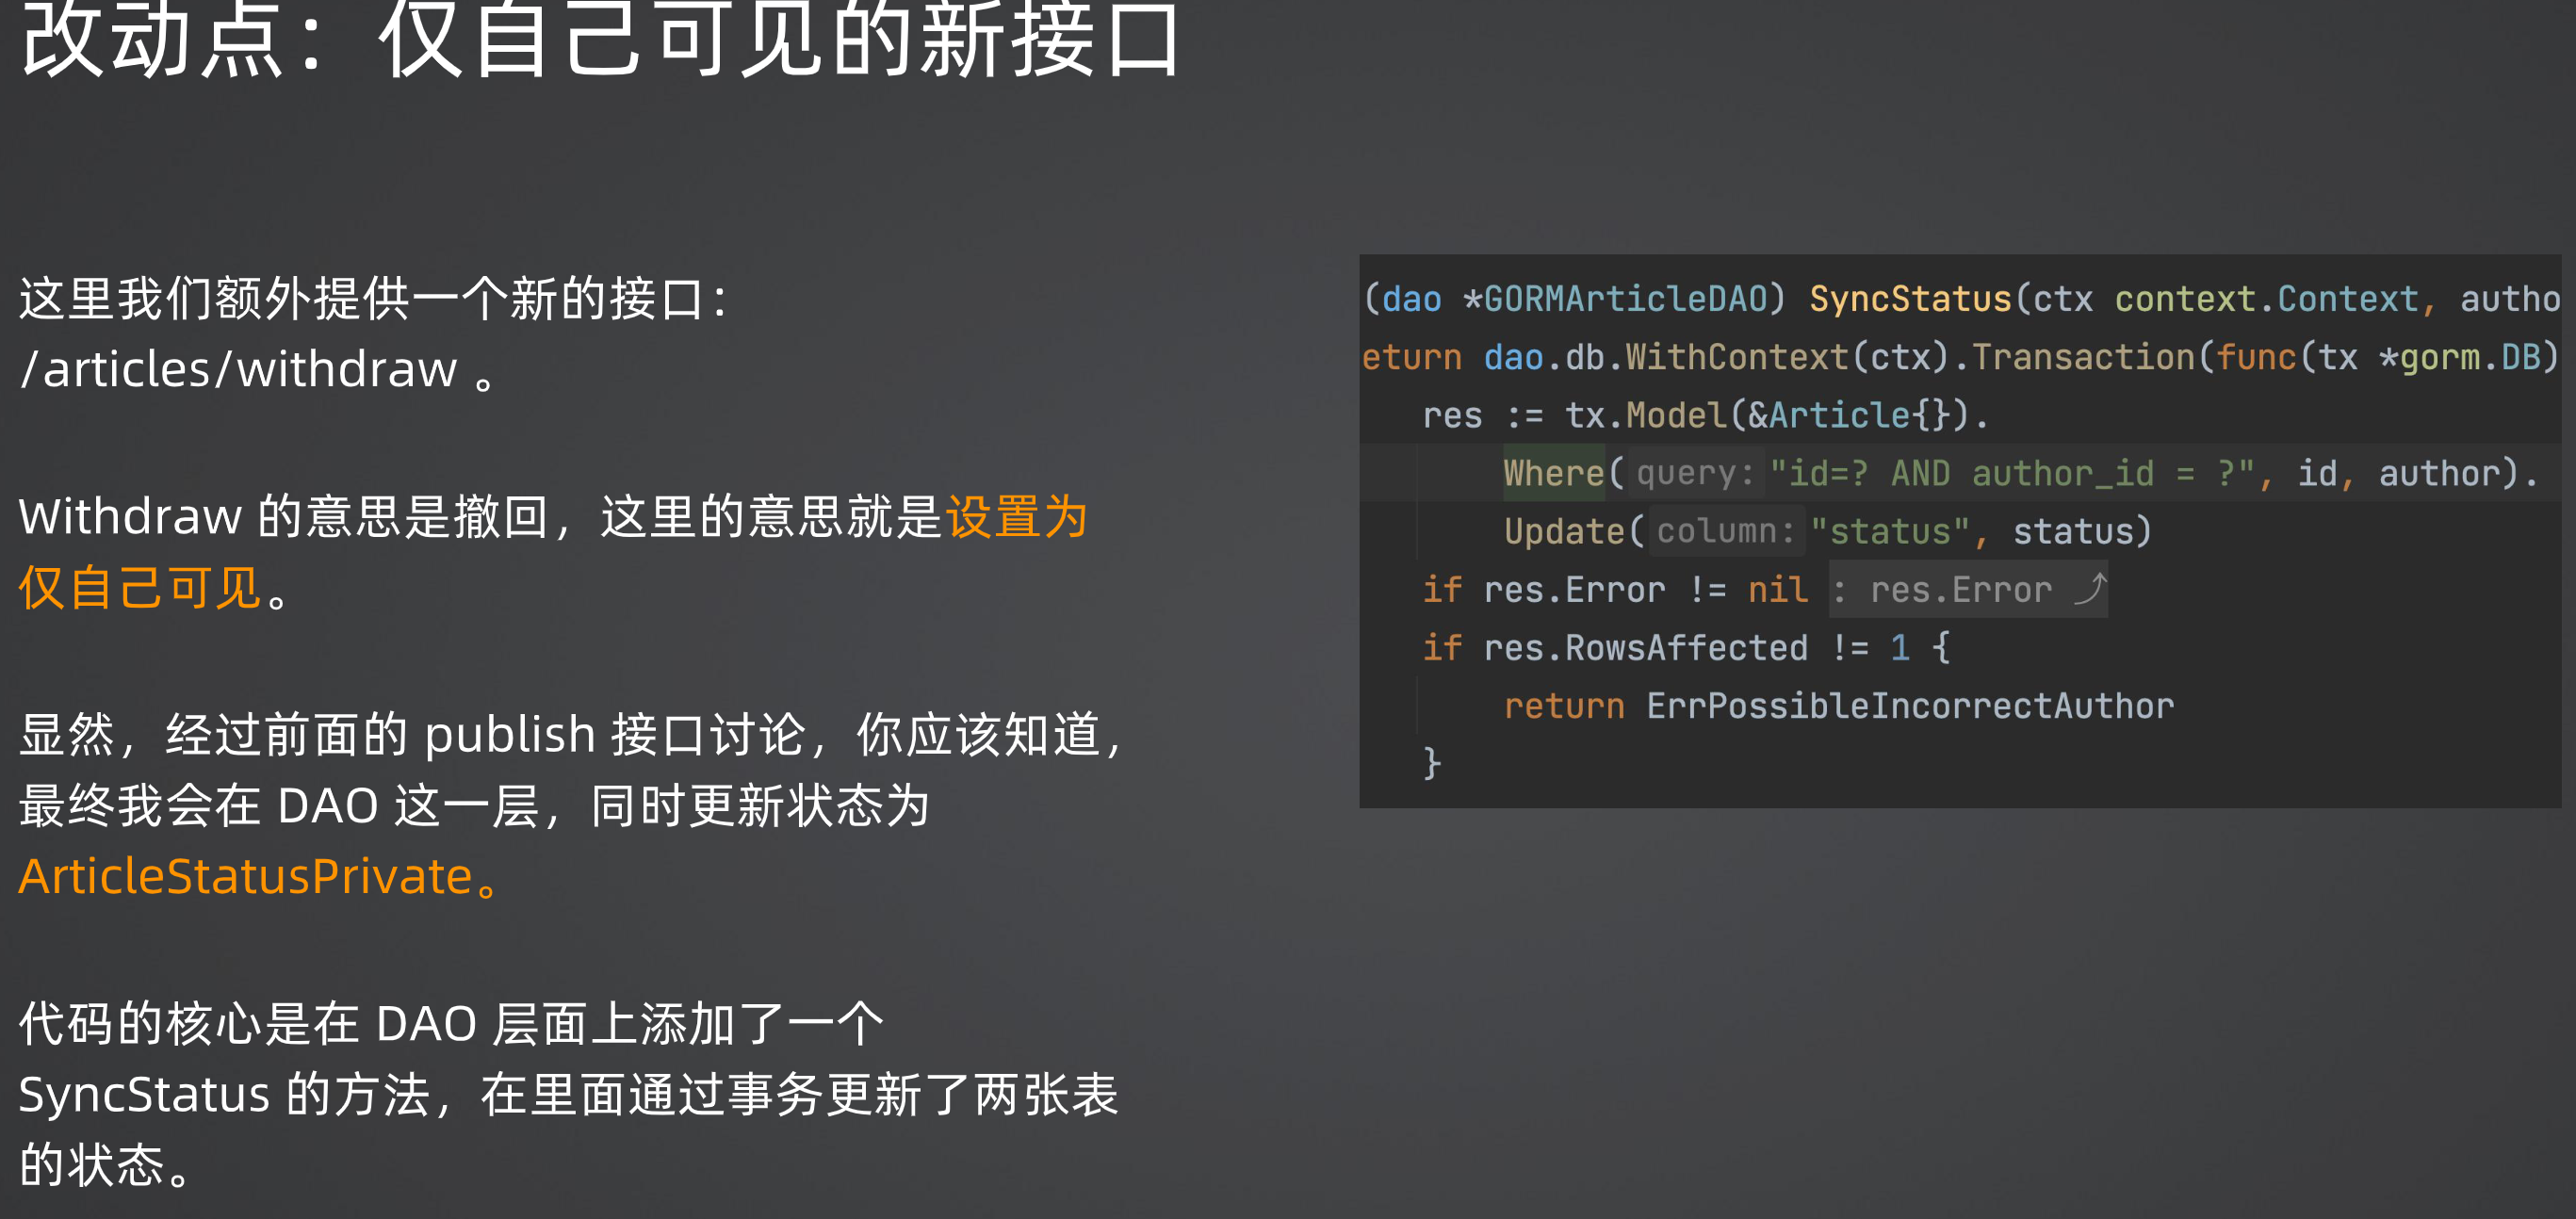 改动点：仅自己可见的新接口
这里我们额外提供一个新的接口：
/articles/withdraw 。
Withdraw 的意思是撤回，这里的意思就是设置为
仅自己可见。
显然，经过前面的 publish 接口讨论，你应该知道，
最终我会在 DAO 这一层，同时更新状态为
ArticleStatusPrivate。
代码的核心是在 DAO 层面上添加了一个
SyncStatus 的方法，在里面通过事务更新了两张表
的状态。
(dao *GORMArticleDAO) SyncStatus(ctx context.Context, autho
eturn dao.db.WithContext(ctx).Transaction(func(tx *gorm.DB)
res := tx.Model(&Article{}).
Where( query: "id=? AND author_id = ?", id, author).
Update( column: "status", status)
if res.Error != nil : res.Error ⤴
if res.RowsAffected != 1 {
return ErrPossibleIncorrectAuthor
}